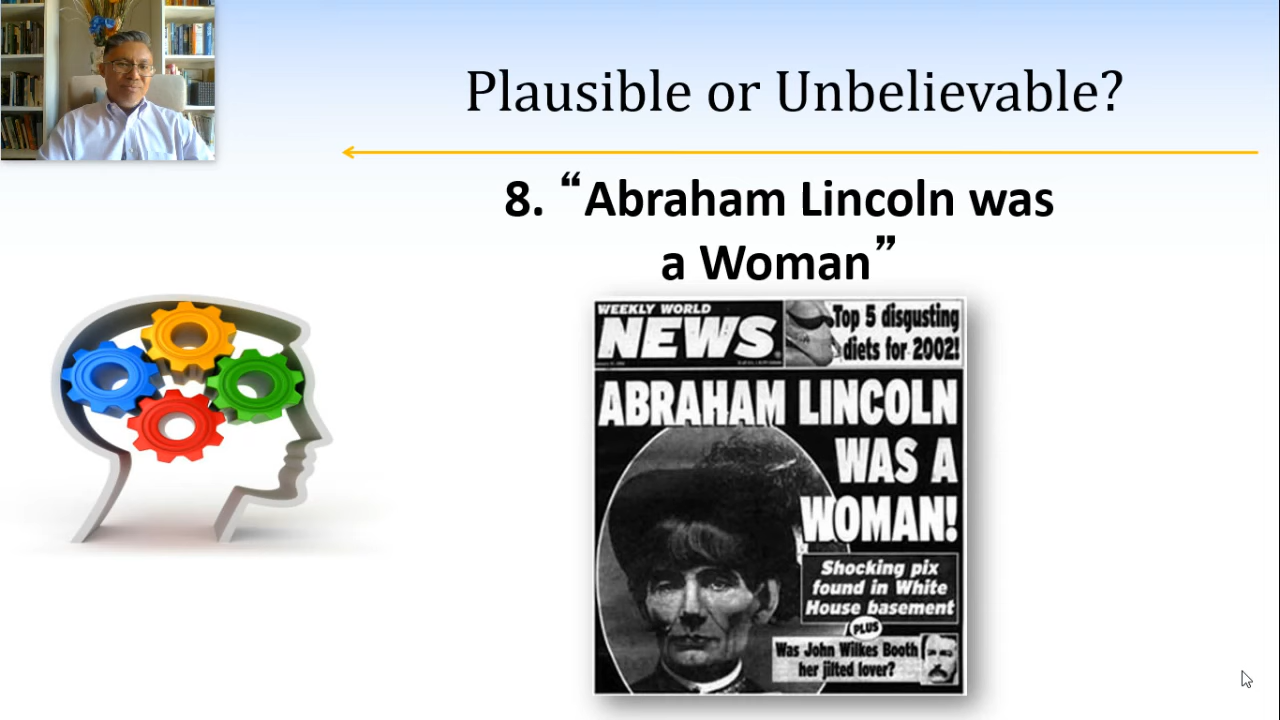 Plausible or Unbelievable?
8. “Abraham Lincoln was
a Woman”
WEEKLY WORLD
NEWS
Top 5 disgusting
diets for 2002!
ABRAHAM LINCOLN
WAS A
WOMAN!
Shocking pix
found in White
House basement
PLUS
Was John Wilkes Booth
her jilted lover?